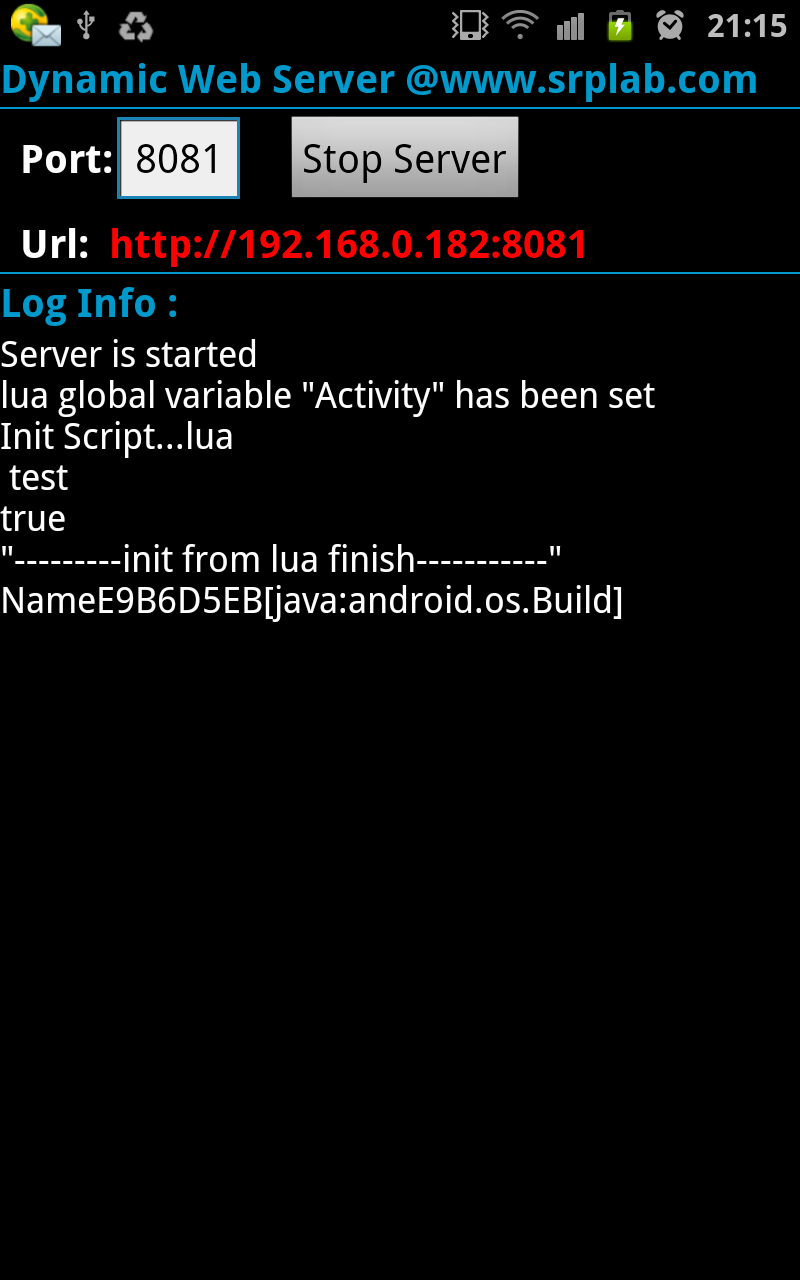 21:15
Dynamic Web Server @www.srplab.com
Port: 8081 Stop Server
Url: http://192.168.0.182:8081
Log Info :
Server is started
lua global variable "Activity" has been set
Init Script...lua
test
true
"---------init from lua finish-----------"
NameE9B6D5EB[java:android.os.Build]